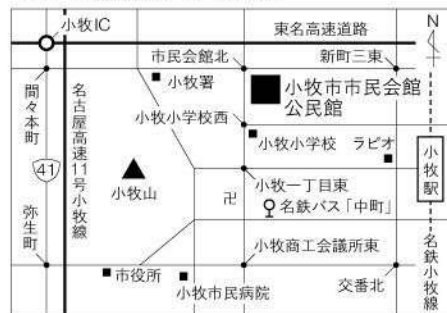 小牧IC
東名高速道路
N
市民会館北
新町三東
小牧署
小牧市市民会館
公民館
間々本町
名古屋高速11号小牧線
小牧小学校西
小牧小学校
ラピオ
小牧駅
41
小牧山
小牧一丁目東
卍
名鉄バス「中町」
弥生町
小牧商工会議所東
名鉄小牧線
市役所
小牧市民病院
交番北